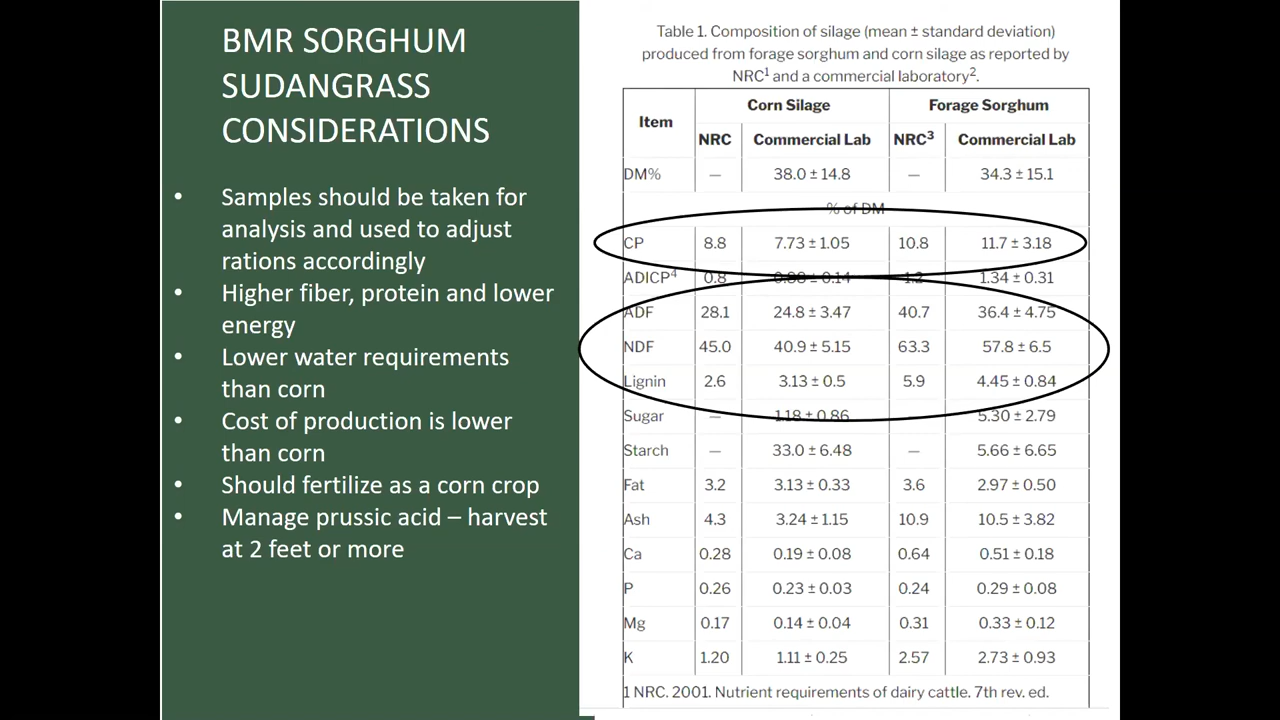 BMR SORGHUM
SUDANGRASS
CONSIDERATIONS
• Samples should be taken for
analysis and used to adjust
rations accordingly
• Higher fiber, protein and lower
energy
• Lower water requirements
than corn
• Cost of production is lower
than corn
• Should fertilize as a corn crop
• Manage prussic acid – harvest
at 2 feet or more
Table 1. Composition of silage (mean ± standard deviation)
produced from forage sorghum and corn silage as reported by
NRC¹ and a commercial laboratory².
Item Corn Silage Forage Sorghum
NRC Commercial Lab NRC³ Commercial Lab
DM% — 38.0 ± 14.8 — 34.3 ± 15.1
% of DM
CP 8.8 7.73 ± 1.05 10.8 11.7 ± 3.18
ADICP⁴ 0.8 0.88 ± 0.14 1.2 1.34 ± 0.31
ADF 28.1 24.8 ± 3.47 40.7 36.4 ± 4.75
NDF 45.0 40.9 ± 5.15 63.3 57.8 ± 6.5
Lignin 2.6 3.13 ± 0.5 5.9 4.45 ± 0.84
Sugar — 1.18 ± 0.86 5.30 ± 2.79
Starch — 33.0 ± 6.48 — 5.66 ± 6.65
Fat 3.2 3.13 ± 0.33 3.6 2.97 ± 0.50
Ash 4.3 3.24 ± 1.15 10.9 10.5 ± 3.82
Ca 0.28 0.19 ± 0.08 0.64 0.51 ± 0.18
P 0.26 0.23 ± 0.03 0.24 0.29 ± 0.08
Mg 0.17 0.14 ± 0.04 0.31 0.33 ± 0.12
K 1.20 1.11 ± 0.25 2.57 2.73 ± 0.93
1 NRC. 2001. Nutrient requirements of dairy cattle. 7th rev. ed.